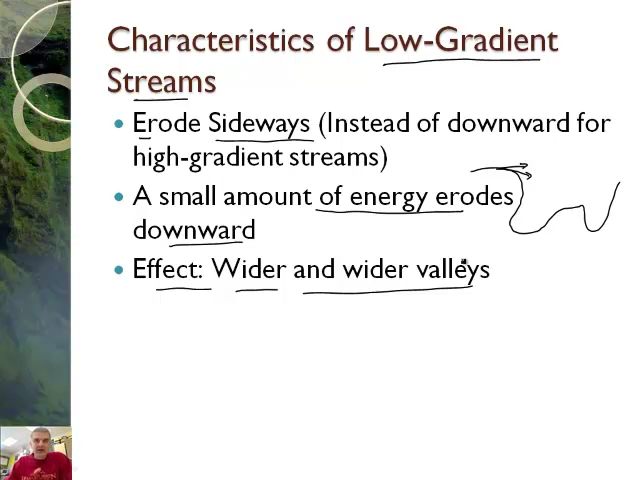 Characteristics of Low-Gradient
Streams
Erode Sideways (Instead of downward for
high-gradient streams)
A small amount of energy erodes
downward
Effect: Wider and wider valleys